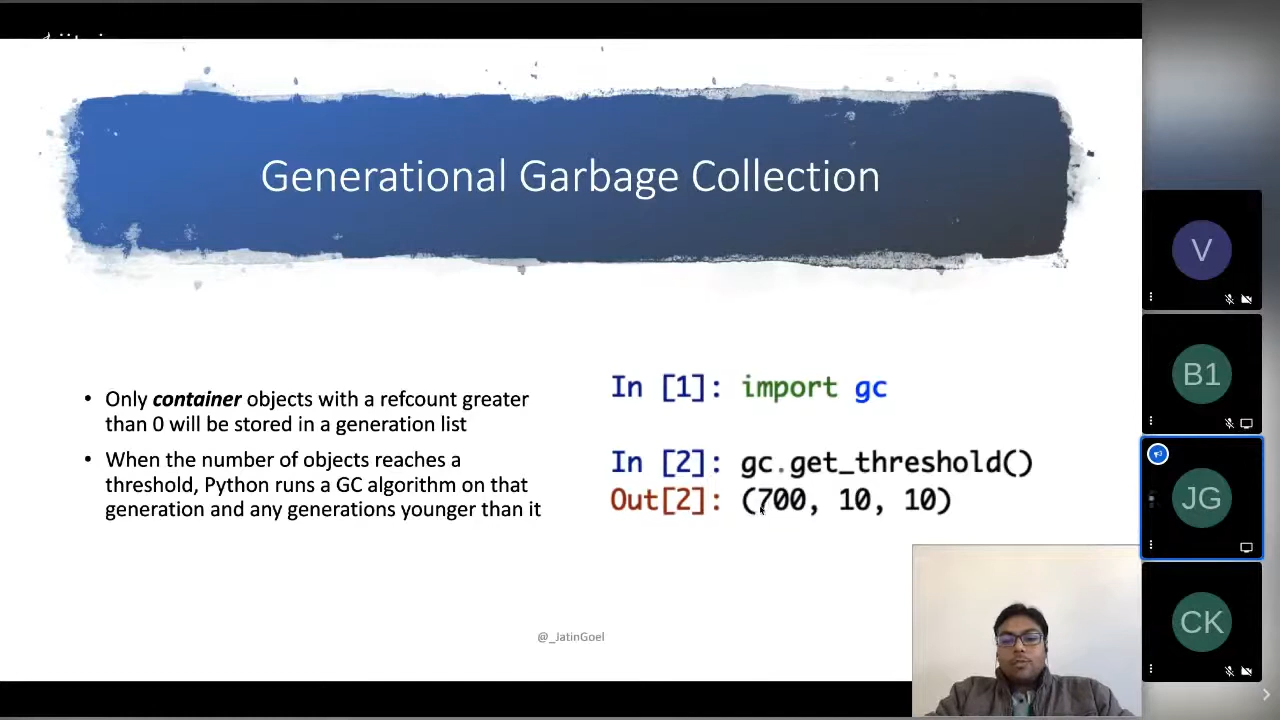 Generational Garbage Collection
• Only container objects with a refcount greater
than 0 will be stored in a generation list
• When the number of objects reaches a
threshold, Python runs a GC algorithm on that
generation and any generations younger than it
In [1]: import gc
In [2]: gc.get_threshold()
Out[2]: (700, 10, 10)
@_JatinGoel
V
B1
JG
CK